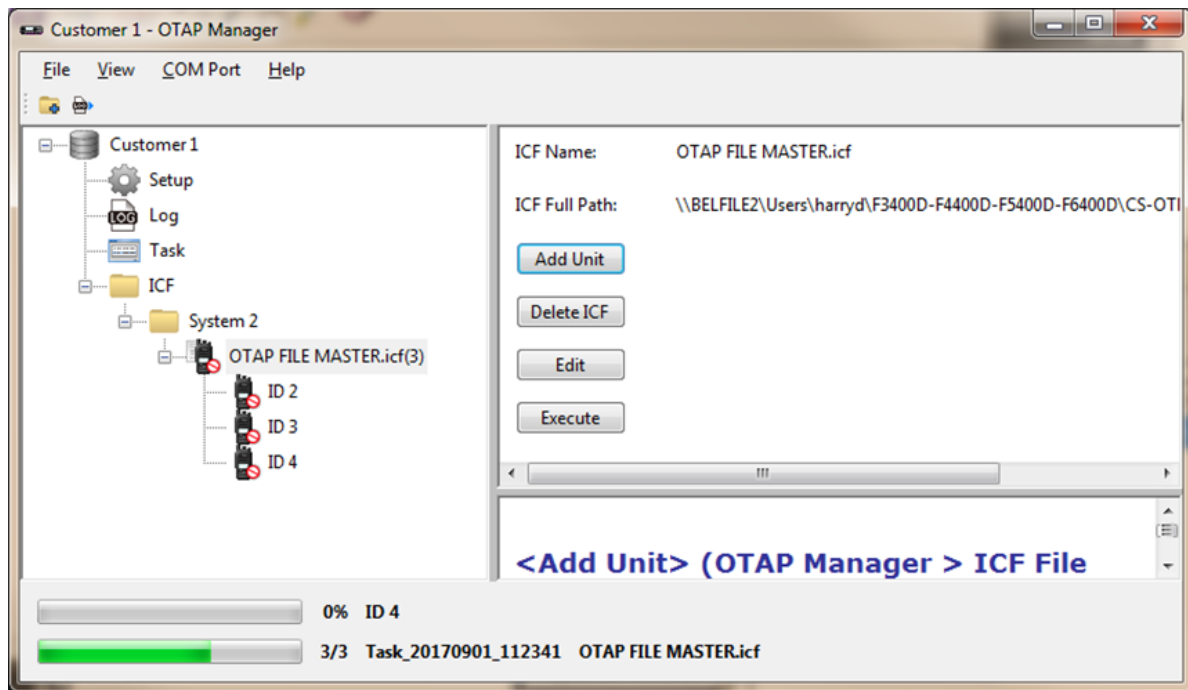 Customer 1 - OTAP Manager
File View COM Port Help
Customer 1
Setup
LOG Log
Task
ICF
System 2
OTAP FILE MASTER.icf(3)
ID 2
ID 3
ID 4
ICF Name: OTAP FILE MASTER.icf
ICF Full Path: \\BELFILE2\Users\harryd\F3400D-F4400D-F5400D-F6400D\CS-OTI
Add Unit
Delete ICF
Edit
Execute
<Add Unit> (OTAP Manager > ICF File
0% ID 4
3/3 Task_20170901_112341 OTAP FILE MASTER.icf